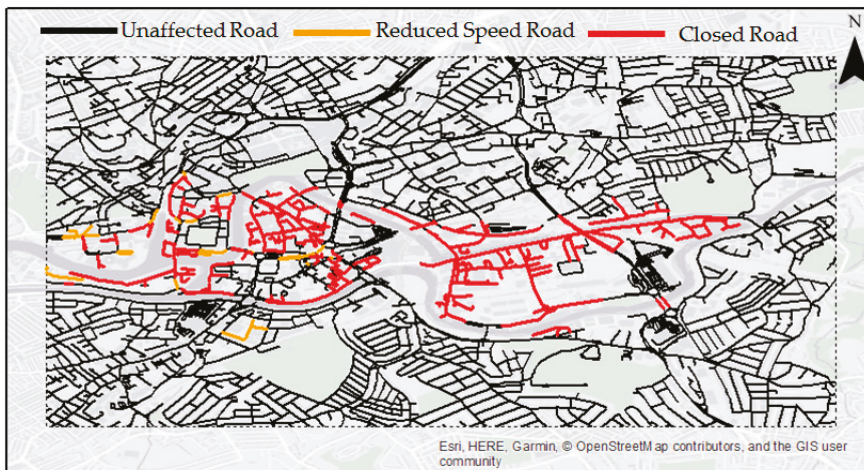 Unaffected Road Reduced Speed Road Closed Road
N
Esri, HERE, Garmin, © OpenStreetMap contributors, and the GIS user
community